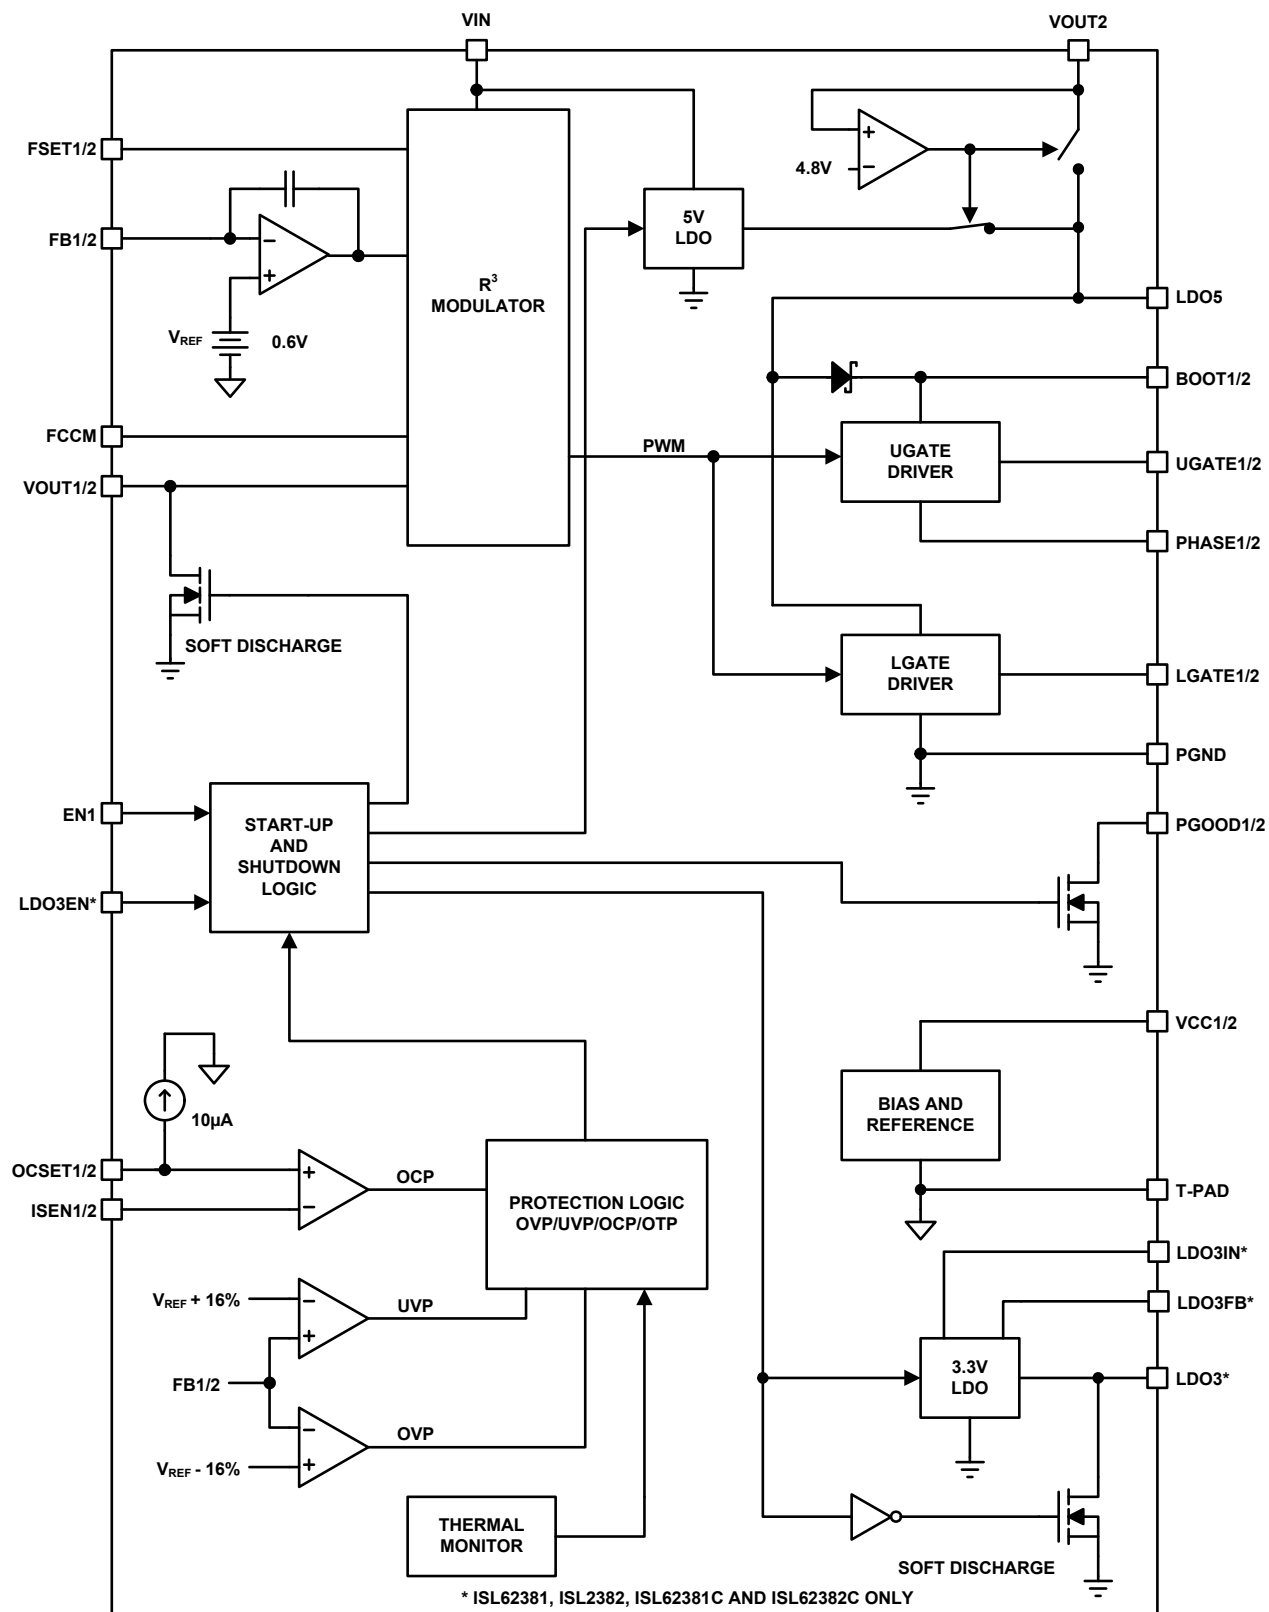 VIN
VOUT2
FSET1/2
+
4.8V
−
5V
LDO
FB1/2
−
+
R3
MODULATOR
LDO5
VREF
0.6V
BOOT1/2
FCCM
PWM
UGATE
DRIVER
UGATE1/2
VOUT1/2
PHASE1/2
SOFT DISCHARGE
LGATE
DRIVER
LGATE1/2
PGND
EN1
START-UP
AND
SHUTDOWN
LOGIC
PGOOD1/2
LDO3EN*
VCC1/2
10µA
BIAS AND
REFERENCE
OCSET1/2
+
−
OCP
ISEN1/2
PROTECTION LOGIC
OVP/UVP/OCP/OTP
T-PAD
LDO3IN*
VREF + 16%
−
+
UVP
LDO3FB*
FB1/2
3.3V
LDO
LDO3*
−
+
OVP
VREF - 16%
THERMAL
MONITOR
SOFT DISCHARGE
* ISL62381, ISL2382, ISL62381C AND ISL62382C ONLY